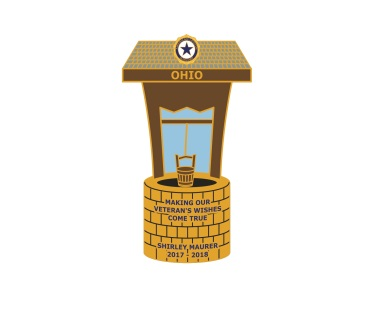 OHIO
MAKING OUR
VETERAN'S WISHES
COME TRUE
SHIRLEY MAURER
2017 - 2018